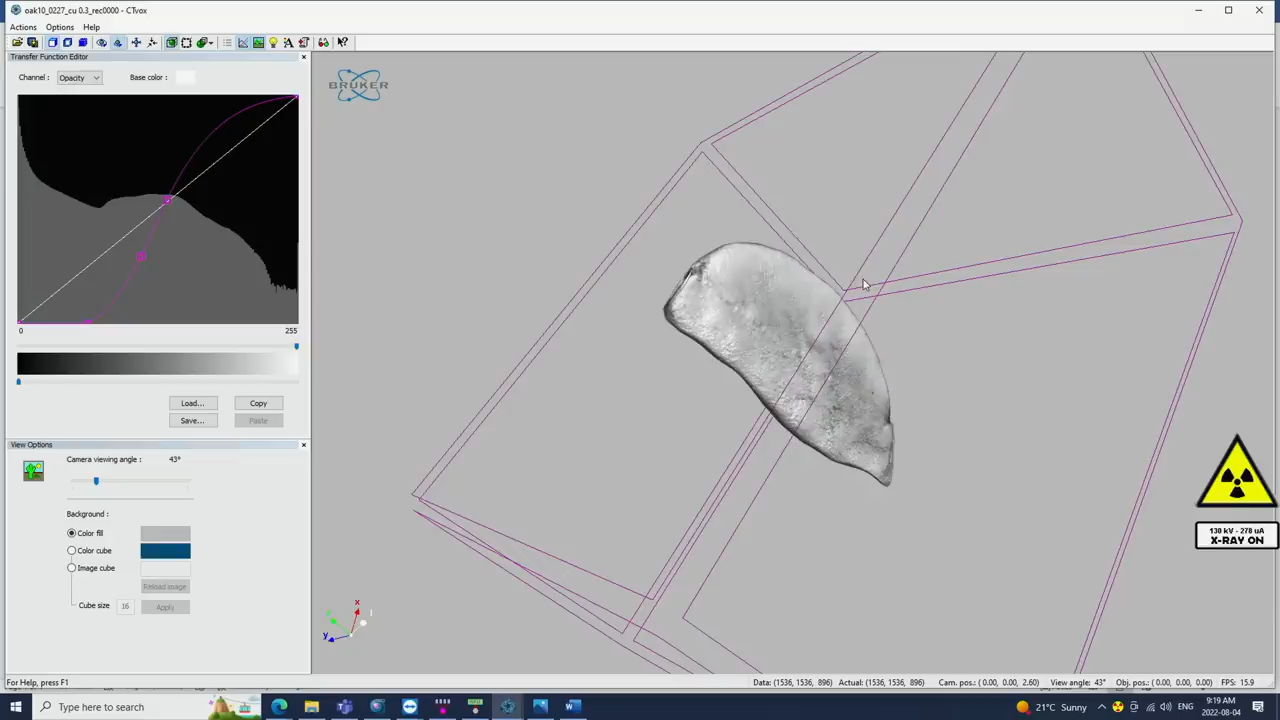 oak10_0227_cu 0.3_rec0000 - CTvox
Actions Options Help
Transfer Function Editor
Channel : Opacity Base color :
0 255
Load... Copy
Save... Paste
View Options
Camera viewing angle : 43°
Background :
Color fill
Color cube
Image cube
Reload image
Cube size 16 Apply
BRUKER
x
y
130 kV - 278 uA
X-RAY ON
For Help, press F1
Data: (1536, 1536, 896) Actual: (1536, 1536, 896) Cam. pos.: ( 0.00, 0.00, 2.60) View angle: 43° Obj. pos.: ( 0.00, 0.00, 0.00) FPS: 15.9
Type here to search
21°C Sunny
9:19 AM
2022-08-04